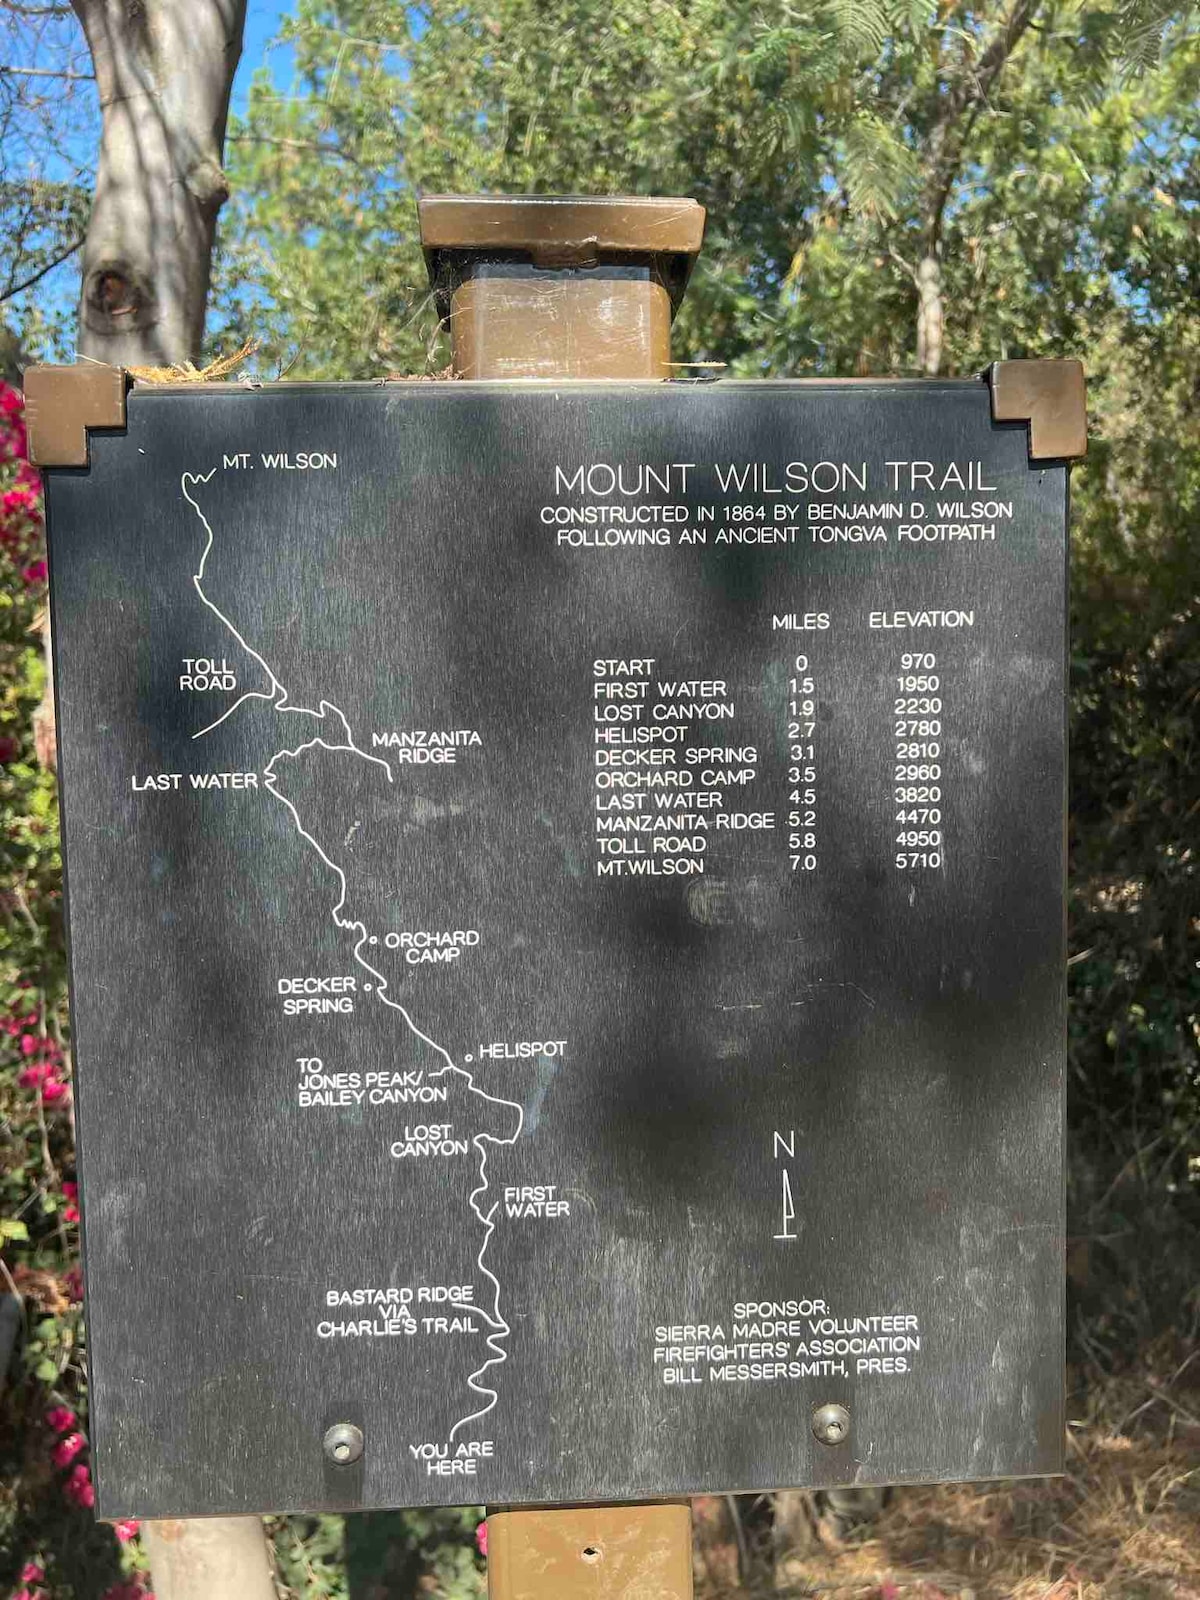 MOUNT WILSON TRAIL
CONSTRUCTED IN 1864 BY BENJAMIN D. WILSON
FOLLOWING AN ANCIENT TONGVA FOOTPATH
MILES ELEVATION
START 0 970
FIRST WATER 1.5 1950
LOST CANYON 1.9 2230
HELISPOT 2.7 2780
DECKER SPRING 3.1 2810
ORCHARD CAMP 3.5 2960
LAST WATER 4.5 3820
MANZANITA RIDGE 5.2 4470
TOLL ROAD 5.8 4950
MT.WILSON 7.0 5710
MT. WILSON
TOLL
ROAD
MANZANITA
RIDGE
LAST WATER
ORCHARD
CAMP
DECKER
SPRING
HELISPOT
TO
JONES PEAK/
BAILEY CANYON
LOST
CANYON
FIRST
WATER
BASTARD RIDGE
VIA
CHARLIE'S TRAIL
YOU ARE
HERE
N
SPONSOR:
SIERRA MADRE VOLUNTEER
FIREFIGHTERS' ASSOCIATION
BILL MESSERSMITH, PRES.